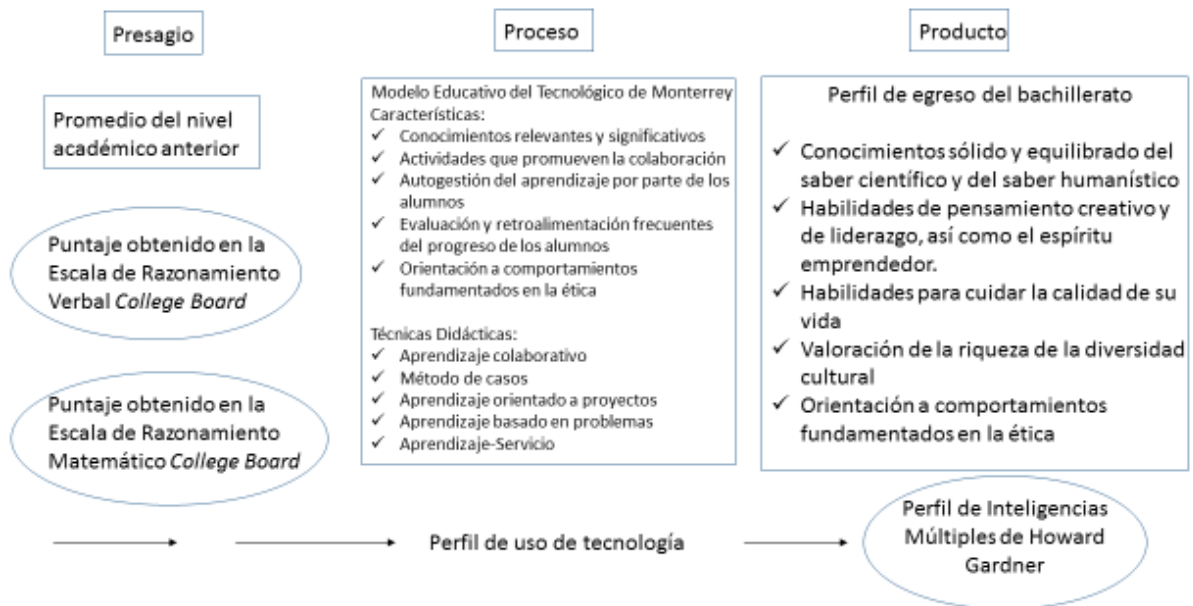 Presagio
Promedio del nivel
académico anterior
Puntaje obtenido en la
Escala de Razonamiento
Verbal College Board
Puntaje obtenido en la
Escala de Razonamiento
Matemático College Board
Proceso
Modelo Educativo del Tecnológico de Monterrey
Características:
✓ Conocimientos relevantes y significativos
✓ Actividades que promueven la colaboración
✓ Autogestión del aprendizaje por parte de los
alumnos
✓ Evaluación y retroalimentación frecuentes
del progreso de los alumnos
✓ Orientación a comportamientos
fundamentados en la ética
Técnicas Didácticas:
✓ Aprendizaje colaborativo
✓ Método de casos
✓ Aprendizaje orientado a proyectos
✓ Aprendizaje basado en problemas
✓ Aprendizaje-Servicio
Producto
Perfil de egreso del bachillerato
✓ Conocimientos sólido y equilibrado del
saber científico y del saber humanístico
✓ Habilidades de pensamiento creativo y
de liderazgo, así como el espíritu
emprendedor.
✓ Habilidades para cuidar la calidad de su
vida
✓ Valoración de la riqueza de la diversidad
cultural
✓ Orientación a comportamientos
fundamentados en la ética
Perfil de uso de tecnología
Perfil de Inteligencias
Múltiples de Howard
Gardner